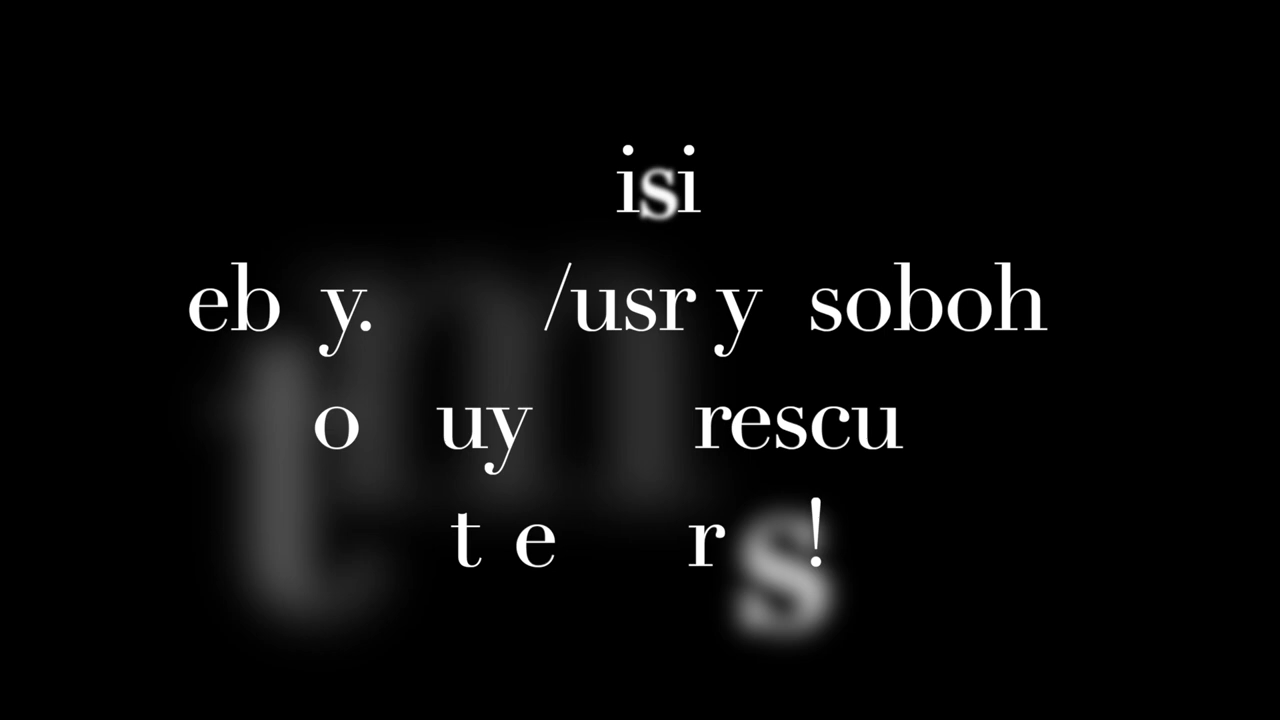 isi
eb y. /usr y soboh
o uy rescu
t e r s !
m
t